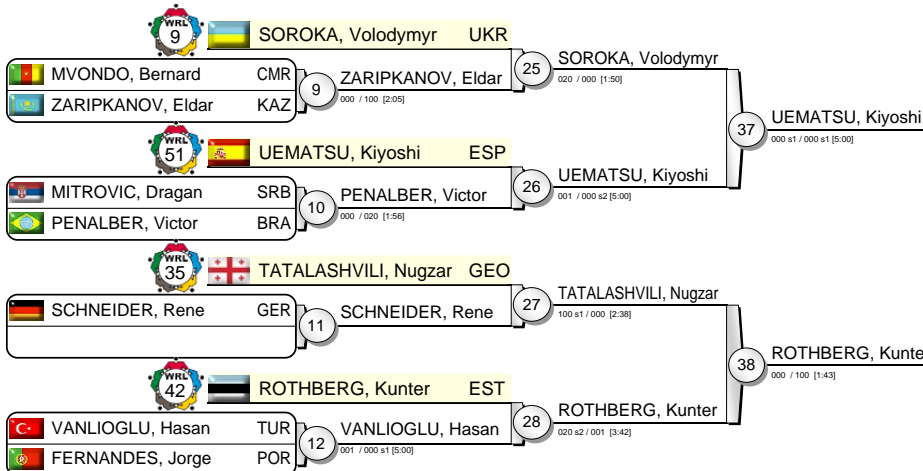 WRL 9 SOROKA, Volodymyr UKR
MVONDO, Bernard CMR
ZARIPKANOV, Eldar KAZ
9 ZARIPKANOV, Eldar
000 / 100 [2:05]
25 SOROKA, Volodymyr
020 / 000 [1:50]
WRL 51 UEMATSU, Kiyoshi ESP
MITROVIC, Dragan SRB
PENALBER, Victor BRA
10 PENALBER, Victor
000 / 020 [1:56]
26 UEMATSU, Kiyoshi
001 / 000 s2 [5:00]
37 UEMATSU, Kiyoshi
000 s1 / 000 s1 [5:00]
WRL 35 TATALASHVILI, Nugzar GEO
SCHNEIDER, Rene GER
11 SCHNEIDER, Rene
27 TATALASHVILI, Nugzar
100 s1 / 000 [2:38]
WRL 42 ROTHBERG, Kunter EST
VANLIOGLU, Hasan TUR
FERNANDES, Jorge POR
12 VANLIOGLU, Hasan
001 / 000 s1 [5:00]
28 ROTHBERG, Kunter
020 s2 / 001 [3:42]
38 ROTHBERG, Kunte
000 / 100 [1:43]